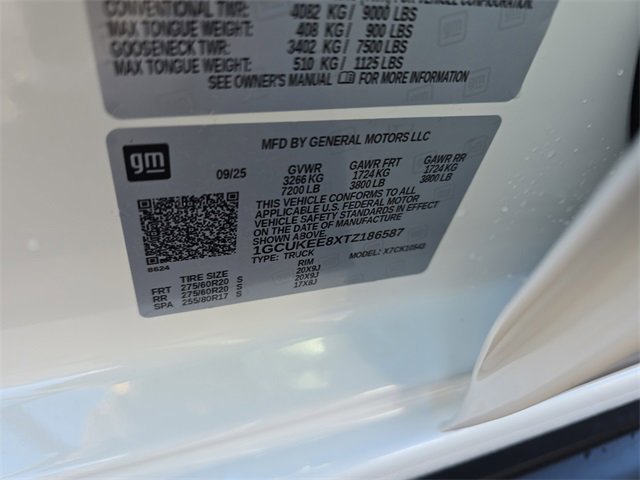 CONVENTIONAL TWR: 4082 KG / 9000 LBS
MAX TONGUE WEIGHT: 408 KG / 900 LBS
GOOSENECK TWR: 3402 KG / 7500 LBS
MAX TONGUE WEIGHT: 510 KG / 1125 LBS
SEE OWNER'S MANUAL FOR MORE INFORMATION
gm
MFD BY GENERAL MOTORS LLC
09/25 GVWR GAWR FRT GAWR RR
3266 KG 1724 KG 1724 KG
7200 LB 3800 LB 3800 LB
THIS VEHICLE CONFORMS TO ALL
APPLICABLE U.S. FEDERAL MOTOR
VEHICLE SAFETY STANDARDS IN
EFFECT ON THE DATE OF
MANUFACTURE SHOWN ABOVE.
1GCUKEE8XTZ186587
TYPE: TRUCK MODEL: X7CK10543
8624
TIRE SIZE RIM
FRT 275/60R20 S 20X9J
RR 275/60R20 S 20X9J
SPA 255/80R17 S 17X8J